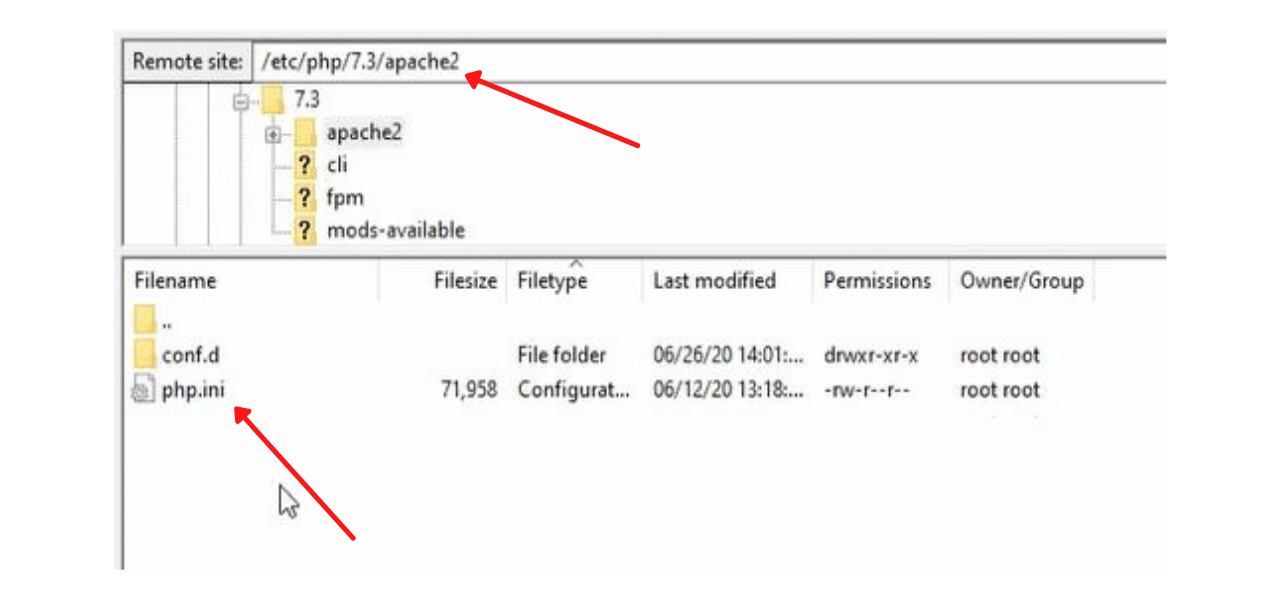 Remote site: /etc/php/7.3/apache2
7.3
apache2
? cli
? fpm
? mods-available
Filename Filesize Filetype Last modified Permissions Owner/Group
..
conf.d File folder 06/26/20 14:01:... drwxr-xr-x root root
php.ini 71,958 Configurat... 06/12/20 13:18:... -rw-r--r-- root root